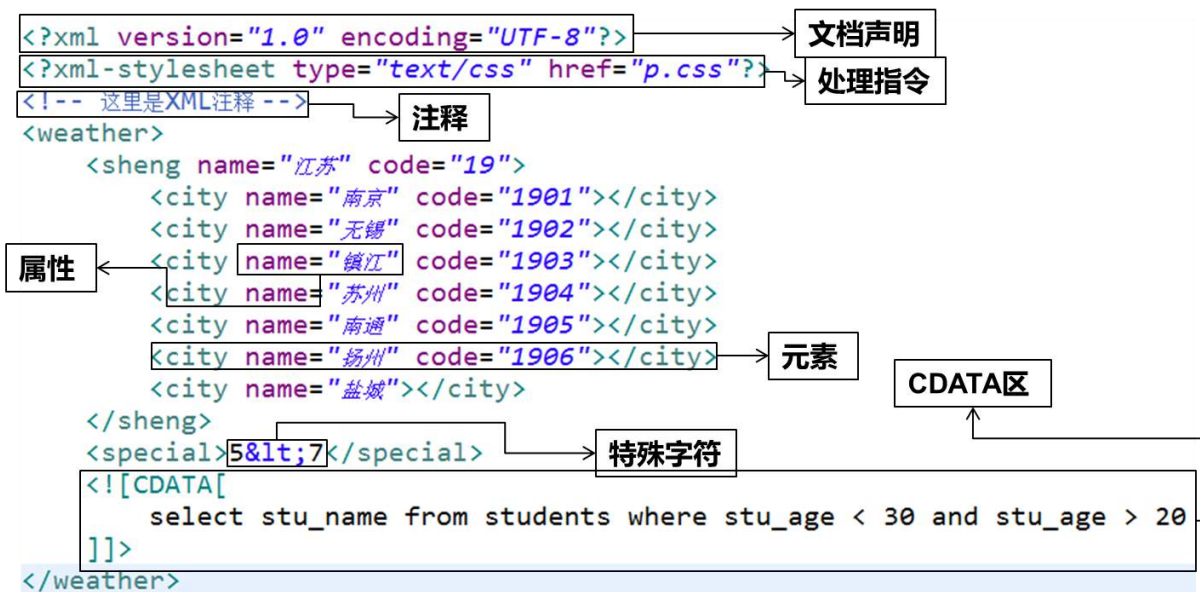 <?xml version="1.0" encoding="UTF-8"?>
文档声明
<?xml-stylesheet type="text/css" href="p.css"?>
处理指令
<!-- 这里是XML注释 -->
注释
<weather>
<sheng name="江苏" code="19">
<city name="南京" code="1901"></city>
<city name="无锡" code="1902"></city>
属性
<city name="镇江" code="1903"></city>
<city name="苏州" code="1904"></city>
<city name="南通" code="1905"></city>
<city name="扬州" code="1906"></city>
元素
<city name="盐城"></city>
CDATA区
</sheng>
<special>5&lt;7</special>
特殊字符
<![CDATA[
select stu_name from students where stu_age < 30 and stu_age > 20
]]>
</weather>